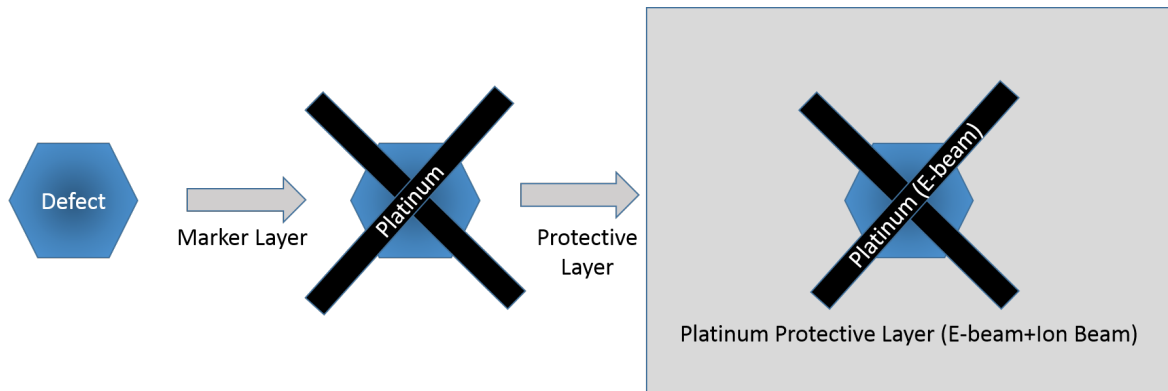 Defect
Marker Layer
Platinum
Protective
Layer
Platinum (E-beam)
Platinum Protective Layer (E-beam+Ion Beam)